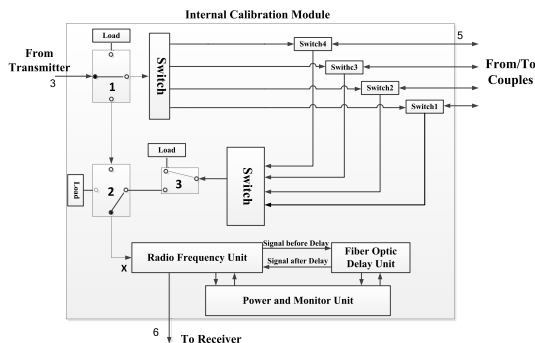 Internal Calibration Module
Load
From
Transmitter
3
1
Switch
Switch4
5
Swithc3
Switch2
Switch1
From/To
Couples
Load
2
Load
3
Switch
X
Radio Frequency Unit
Signal before Delay
Signal after Delay
Fiber Optic
Delay Unit
Power and Monitor Unit
6
To Receiver